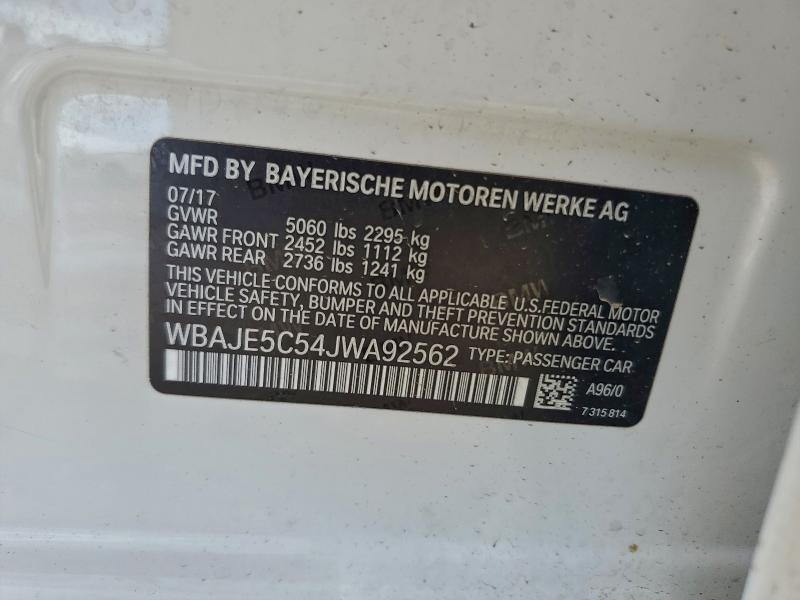 MFD BY BAYERISCHE MOTOREN WERKE AG
07/17
GVWR 5060 lbs 2295 kg
GAWR FRONT 2452 lbs 1112 kg
GAWR REAR 2736 lbs 1241 kg
THIS VEHICLE CONFORMS TO ALL APPLICABLE U.S.FEDERAL MOTOR
VEHICLE SAFETY, BUMPER AND THEFT PREVENTION STANDARDS
IN EFFECT ON THE DATE OF MANUFACTURE SHOWN ABOVE.
WBAJE5C54JWA92562 TYPE: PASSENGER CAR
A96/0
7 315 814